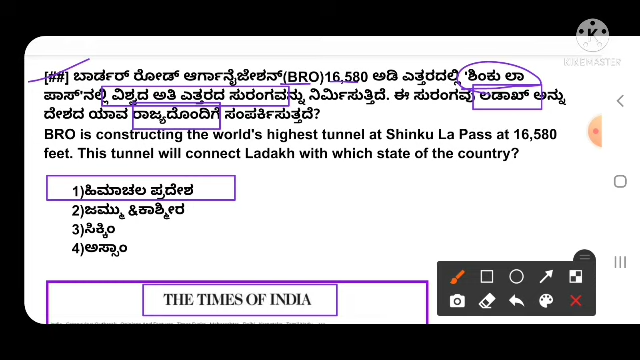 KINEMASTER
[##] ಬಾರ್ಡರ್ ರೋಡ್ ಆರ್ಗಾನೈಜೇಶನ್ (BRO) 16,580 ಅಡಿ ಎತ್ತರದಲ್ಲಿ 'ಶಿಂಕು ಲಾ
ಪಾಸ್'ನಲ್ಲಿ ವಿಶ್ವದ ಅತಿ ಎತ್ತರದ ಸುರಂಗವನ್ನು ನಿರ್ಮಿಸುತ್ತಿದೆ. ಈ ಸುರಂಗವು ಲಡಾಖ್ ಅನ್ನು
ದೇಶದ ಯಾವ ರಾಜ್ಯದೊಂದಿಗೆ ಸಂಪರ್ಕಿಸುತ್ತದೆ?
BRO is constructing the world's highest tunnel at Shinku La Pass at 16,580
feet. This tunnel will connect Ladakh with which state of the country?
1)ಹಿಮಾಚಲ ಪ್ರದೇಶ
2)ಜಮ್ಮು &ಕಾಶ್ಮೀರ
3)ಸಿಕ್ಕಿಂ
4)ಅಸ್ಸಾಂ
THE TIMES OF INDIA